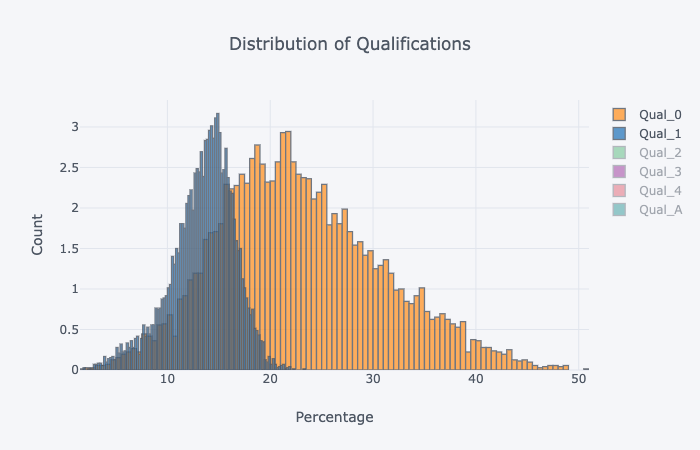 Distribution of Qualifications
Count
3
2.5
2
1.5
1
0.5
0
10
20
30
40
50
Percentage
Qual_0
Qual_1
Qual_2
Qual_3
Qual_4
Qual_A